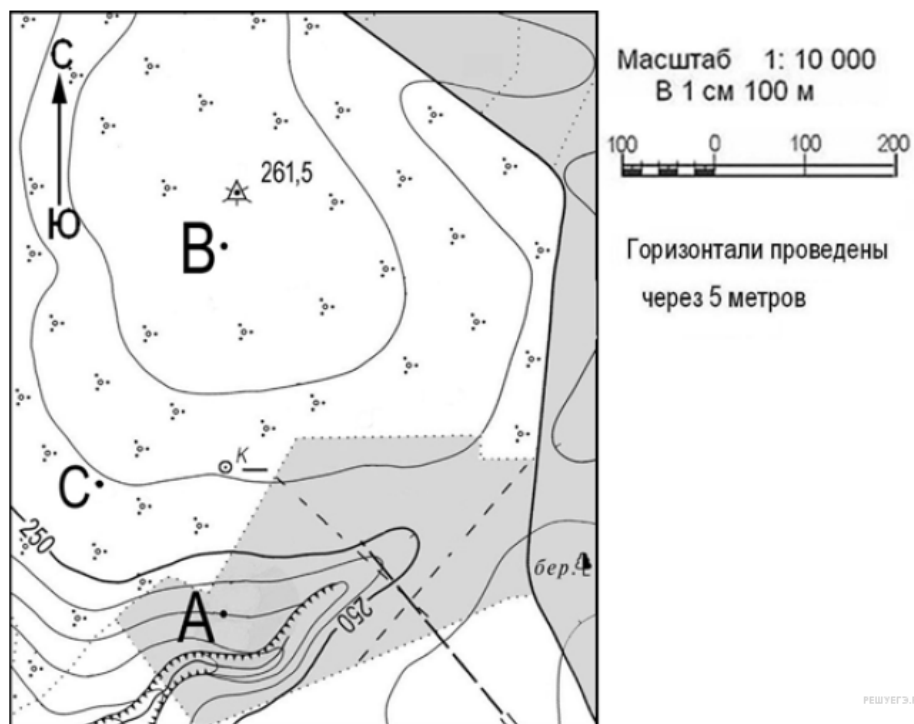 С
Ю
261,5
В
К
С
250
А
250
бер.
Масштаб 1: 10 000
В 1 см 100 м
100 0 100 200
Горизонтали проведены
через 5 метров